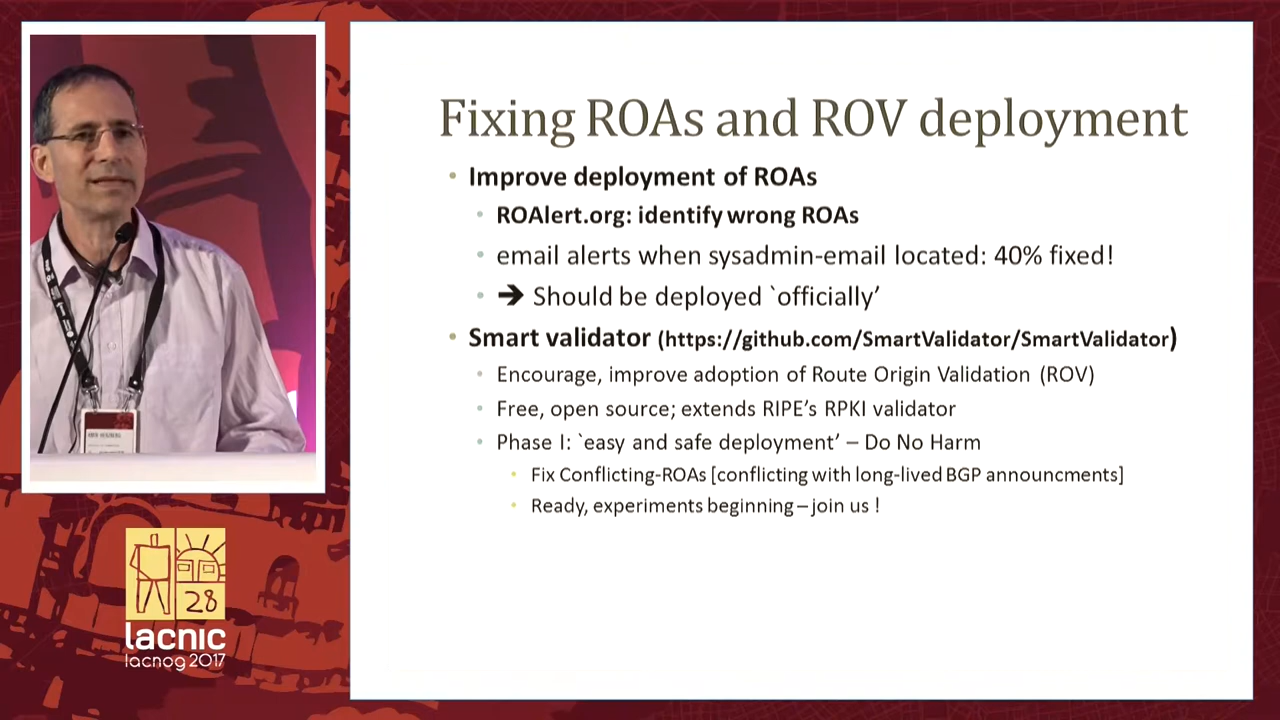 Fixing ROAs and ROV deployment
• Improve deployment of ROAs
• ROAlert.org: identify wrong ROAs
• email alerts when sysadmin-email located: 40% fixed!
• ➔ Should be deployed `officially’
• Smart validator (https://github.com/SmartValidator/SmartValidator)
• Encourage, improve adoption of Route Origin Validation (ROV)
• Free, open source; extends RIPE’s RPKI validator
• Phase I: `easy and safe deployment’ – Do No Harm
• Fix Conflicting-ROAs [conflicting with long-lived BGP announcments]
• Ready, experiments beginning – join us !
28
lacnic
lacnog 2017